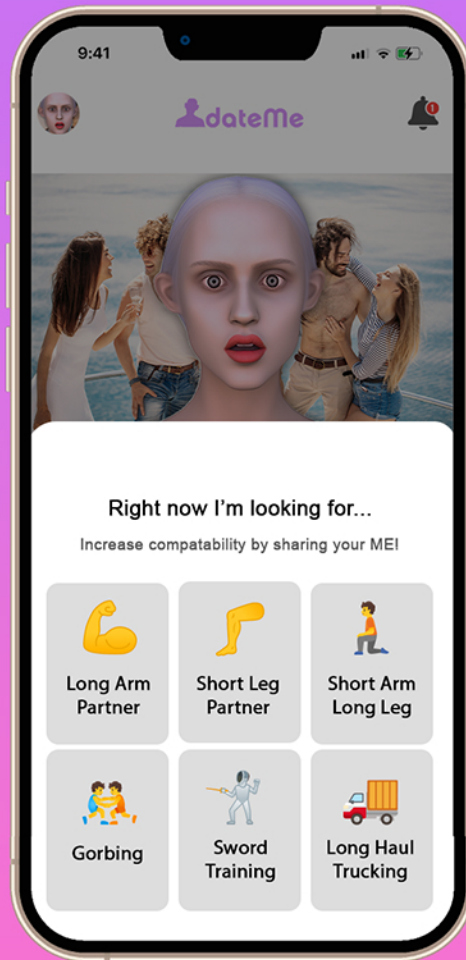 9:41
dateMe
1
Right now I'm looking for...
Increase compatability by sharing your ME!
Long Arm
Partner
Short Leg
Partner
Short Arm
Long Leg
Gorbing
Sword
Training
Long Haul
Trucking